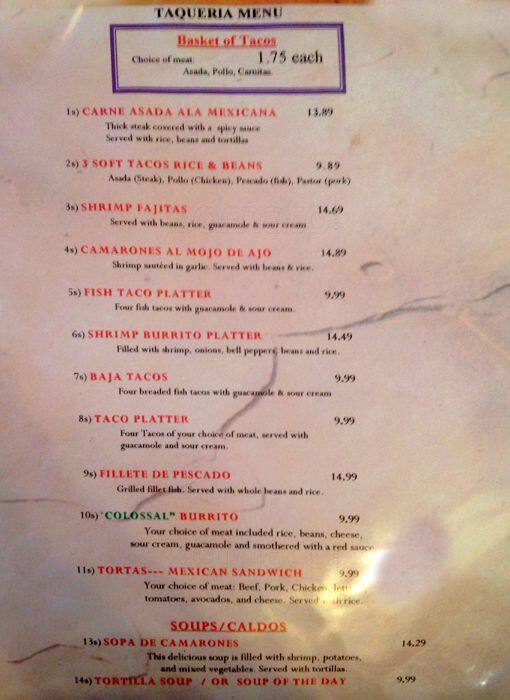 TAQUERIA MENU
Basket of Tacos
Choice of meat: 1.75 each
Asada, Pollo, Carnitas.
1s) CARNE ASADA ALA MEXICANA 13.89
Thick steak covered with a spicy sauce
Served with rice, beans and tortillas
2s) 3 SOFT TACOS RICE & BEANS 9.89
Asada (Steak), Pollo (Chicken), Pescado (fish), Pastor (pork)
3s) SHRIMP FAJITAS 14.69
Served with beans, rice, guacamole & sour cream
4s) CAMARONES AL MOJO DE AJO 14.89
Shrimp sautéed in garlic. Served with beans & rice.
5s) FISH TACO PLATTER 9.99
Four fish tacos with guacamole & sour cream.
6s) SHRIMP BURRITO PLATTER 14.49
Filled with shrimp, onions, bell peppers, beans and rice.
7s) BAJA TACOS 9.99
Four breaded fish tacos with guacamole & sour cream
8s) TACO PLATTER 9.99
Four Tacos of your choice of meat, served with
guacamole and sour cream.
9s) FILLETE DE PESCADO 14.99
Grilled fillet fish. Served with whole beans and rice.
10s) 'COLOSSAL" BURRITO 9.99
Your choice of meat included rice, beans, cheese,
sour cream, guacamole and smothered with a red sauce
11s) TORTAS--- MEXICAN SANDWICH 9.99
Your choice of meat: Beef, Pork, Chicken,
tomatoes, avocados, and cheese. Served with rice.
SOUPS/CALDOS
13s) SOPA DE CAMARONES 14.29
This delicious soup is filled with shrimp, potatoes,
and mixed vegetables. Served with tortillas.
14s) TORTILLA SOUP / OR SOUP OF THE DAY 9.99